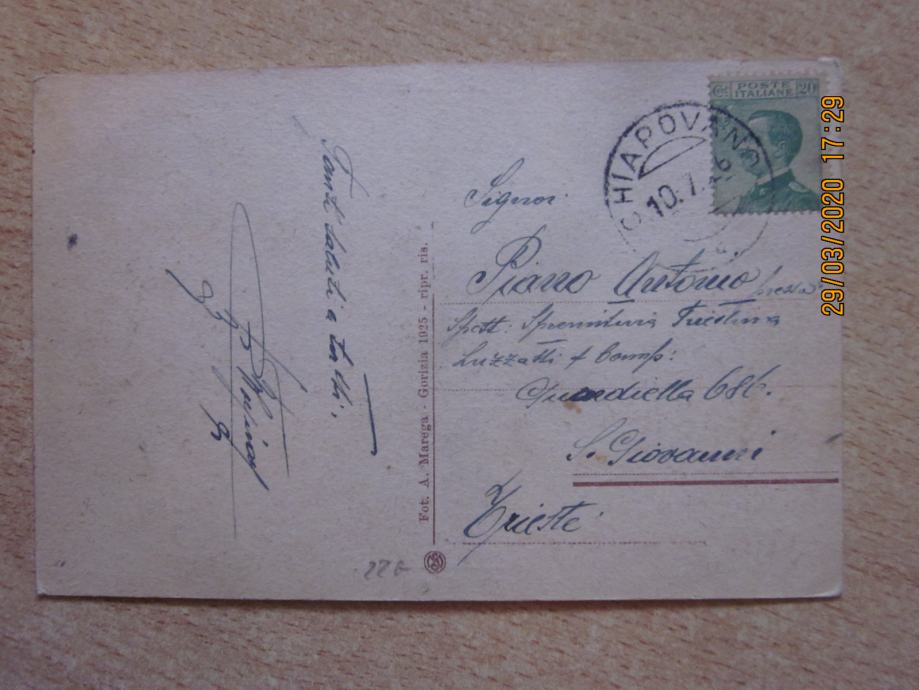 POSTE
ITALIANE
20
CHIAPOVANO
10.7.
Signor
Piano Antonio presso
Spett: Spremitura Triestina
Luzzatti & Comp:
Guardiella 686.
S. Giovanni
Trieste
Tanti saluti a tutti,
Fot. A. Marega - Gorizia 1925 - ripr. ris.
29/03/2020 17:29